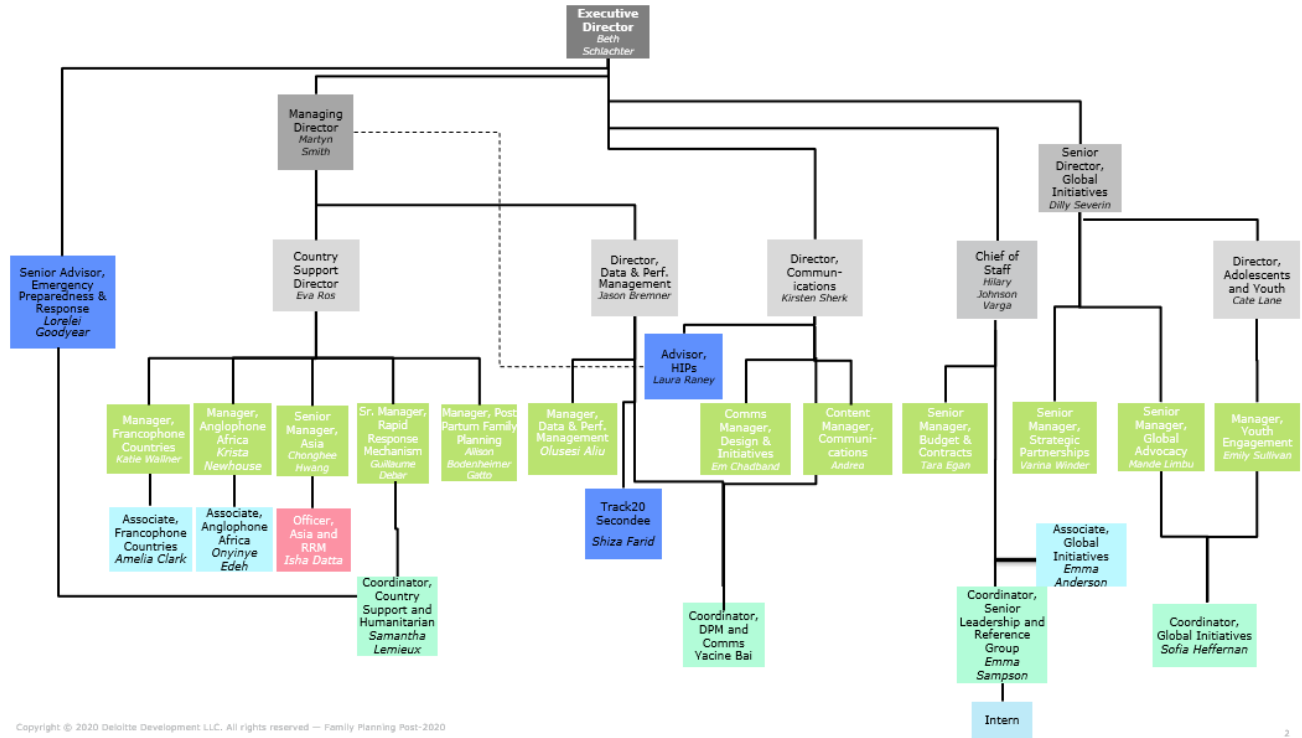 Executive
Director
Beth
Schlachter
Managing
Director
Martyn
Smith
Senior
Director,
Global
Initiatives
Dilly Severin
Senior Advisor,
Emergency
Preparedness &
Response
Lorelei
Goodyear
Country
Support
Director
Eva Ros
Director,
Data & Perf.
Management
Jason Bremner
Director,
Commun-
ications
Kirsten Sherk
Chief of
Staff
Hilary
Johnson
Varga
Director,
Adolescents
and Youth
Cate Lane
Advisor,
HIPs
Laura Raney
Manager,
Francophone
Countries
Katie Wallner
Manager,
Anglophone
Africa
Krista
Newhouse
Senior
Manager,
Asia
Chonghee
Hwang
Sr. Manager,
Rapid
Response
Mechanism
Guillaume
Debar
Manager, Post
Partum Family
Planning
Allison
Bodenheimer
Gatto
Manager,
Data & Perf.
Management
Olusesi Aliu
Comms
Manager,
Design &
Initiatives
Em Chadband
Content
Manager,
Communi-
cations
Andrea
Senior
Manager,
Budget &
Contracts
Tara Egan
Senior
Manager,
Strategic
Partnerships
Varina Winder
Senior
Manager,
Global
Advocacy
Mande Limbu
Manager,
Youth
Engagement
Emily Sullivan
Associate,
Francophone
Countries
Amelia Clark
Associate,
Anglophone
Africa
Onyinye
Edeh
Officer,
Asia and
RRM
Isha Datta
Track20
Secondee
Shiza Farid
Associate,
Global
Initiatives
Emma
Anderson
Coordinator,
Country
Support and
Humanitarian
Samantha
Lemieux
Coordinator,
DPM and
Comms
Yacine Bai
Coordinator,
Senior
Leadership and
Reference
Group
Emma
Sampson
Coordinator,
Global Initiatives
Sofia Heffernan
Intern
Copyright © 2020 Deloitte Development LLC. All rights reserved — Family Planning Post-2020
2